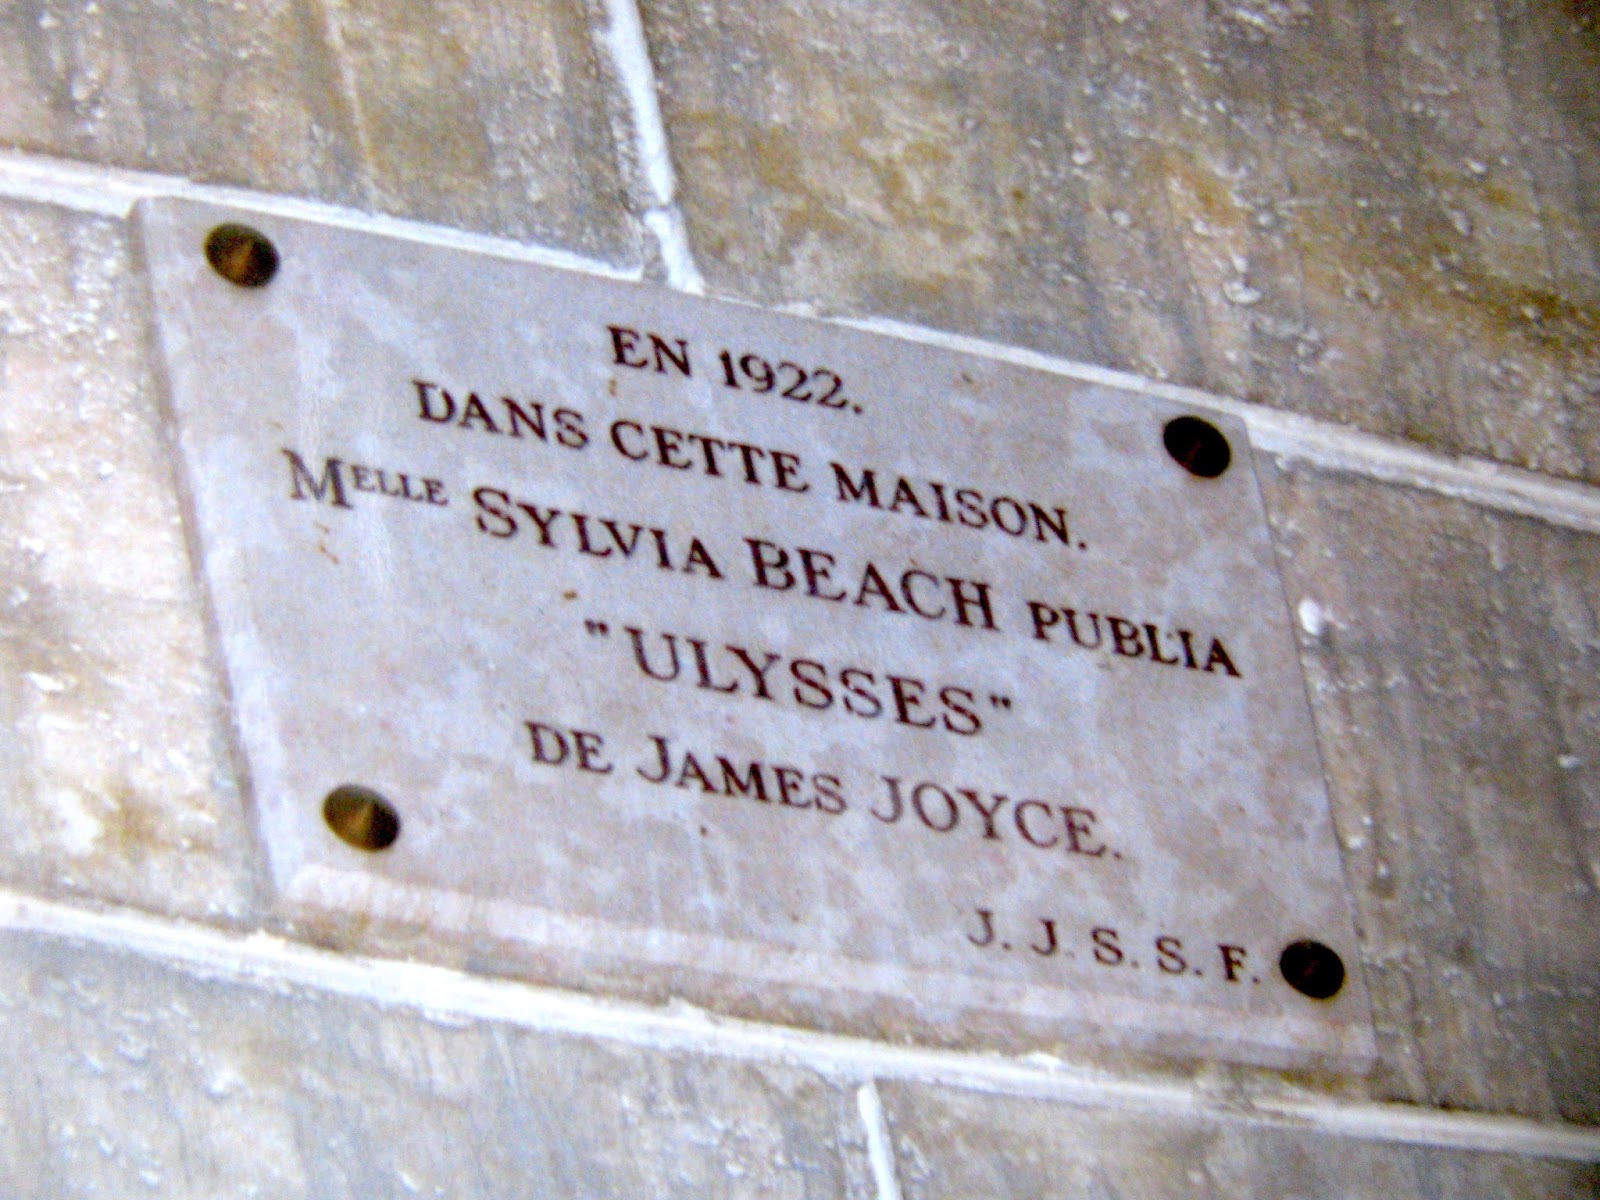 EN 1922.
DANS CETTE MAISON.
MELLE SYLVIA BEACH PUBLIA
"ULYSSES"
DE JAMES JOYCE.
J. J. S. S. F.